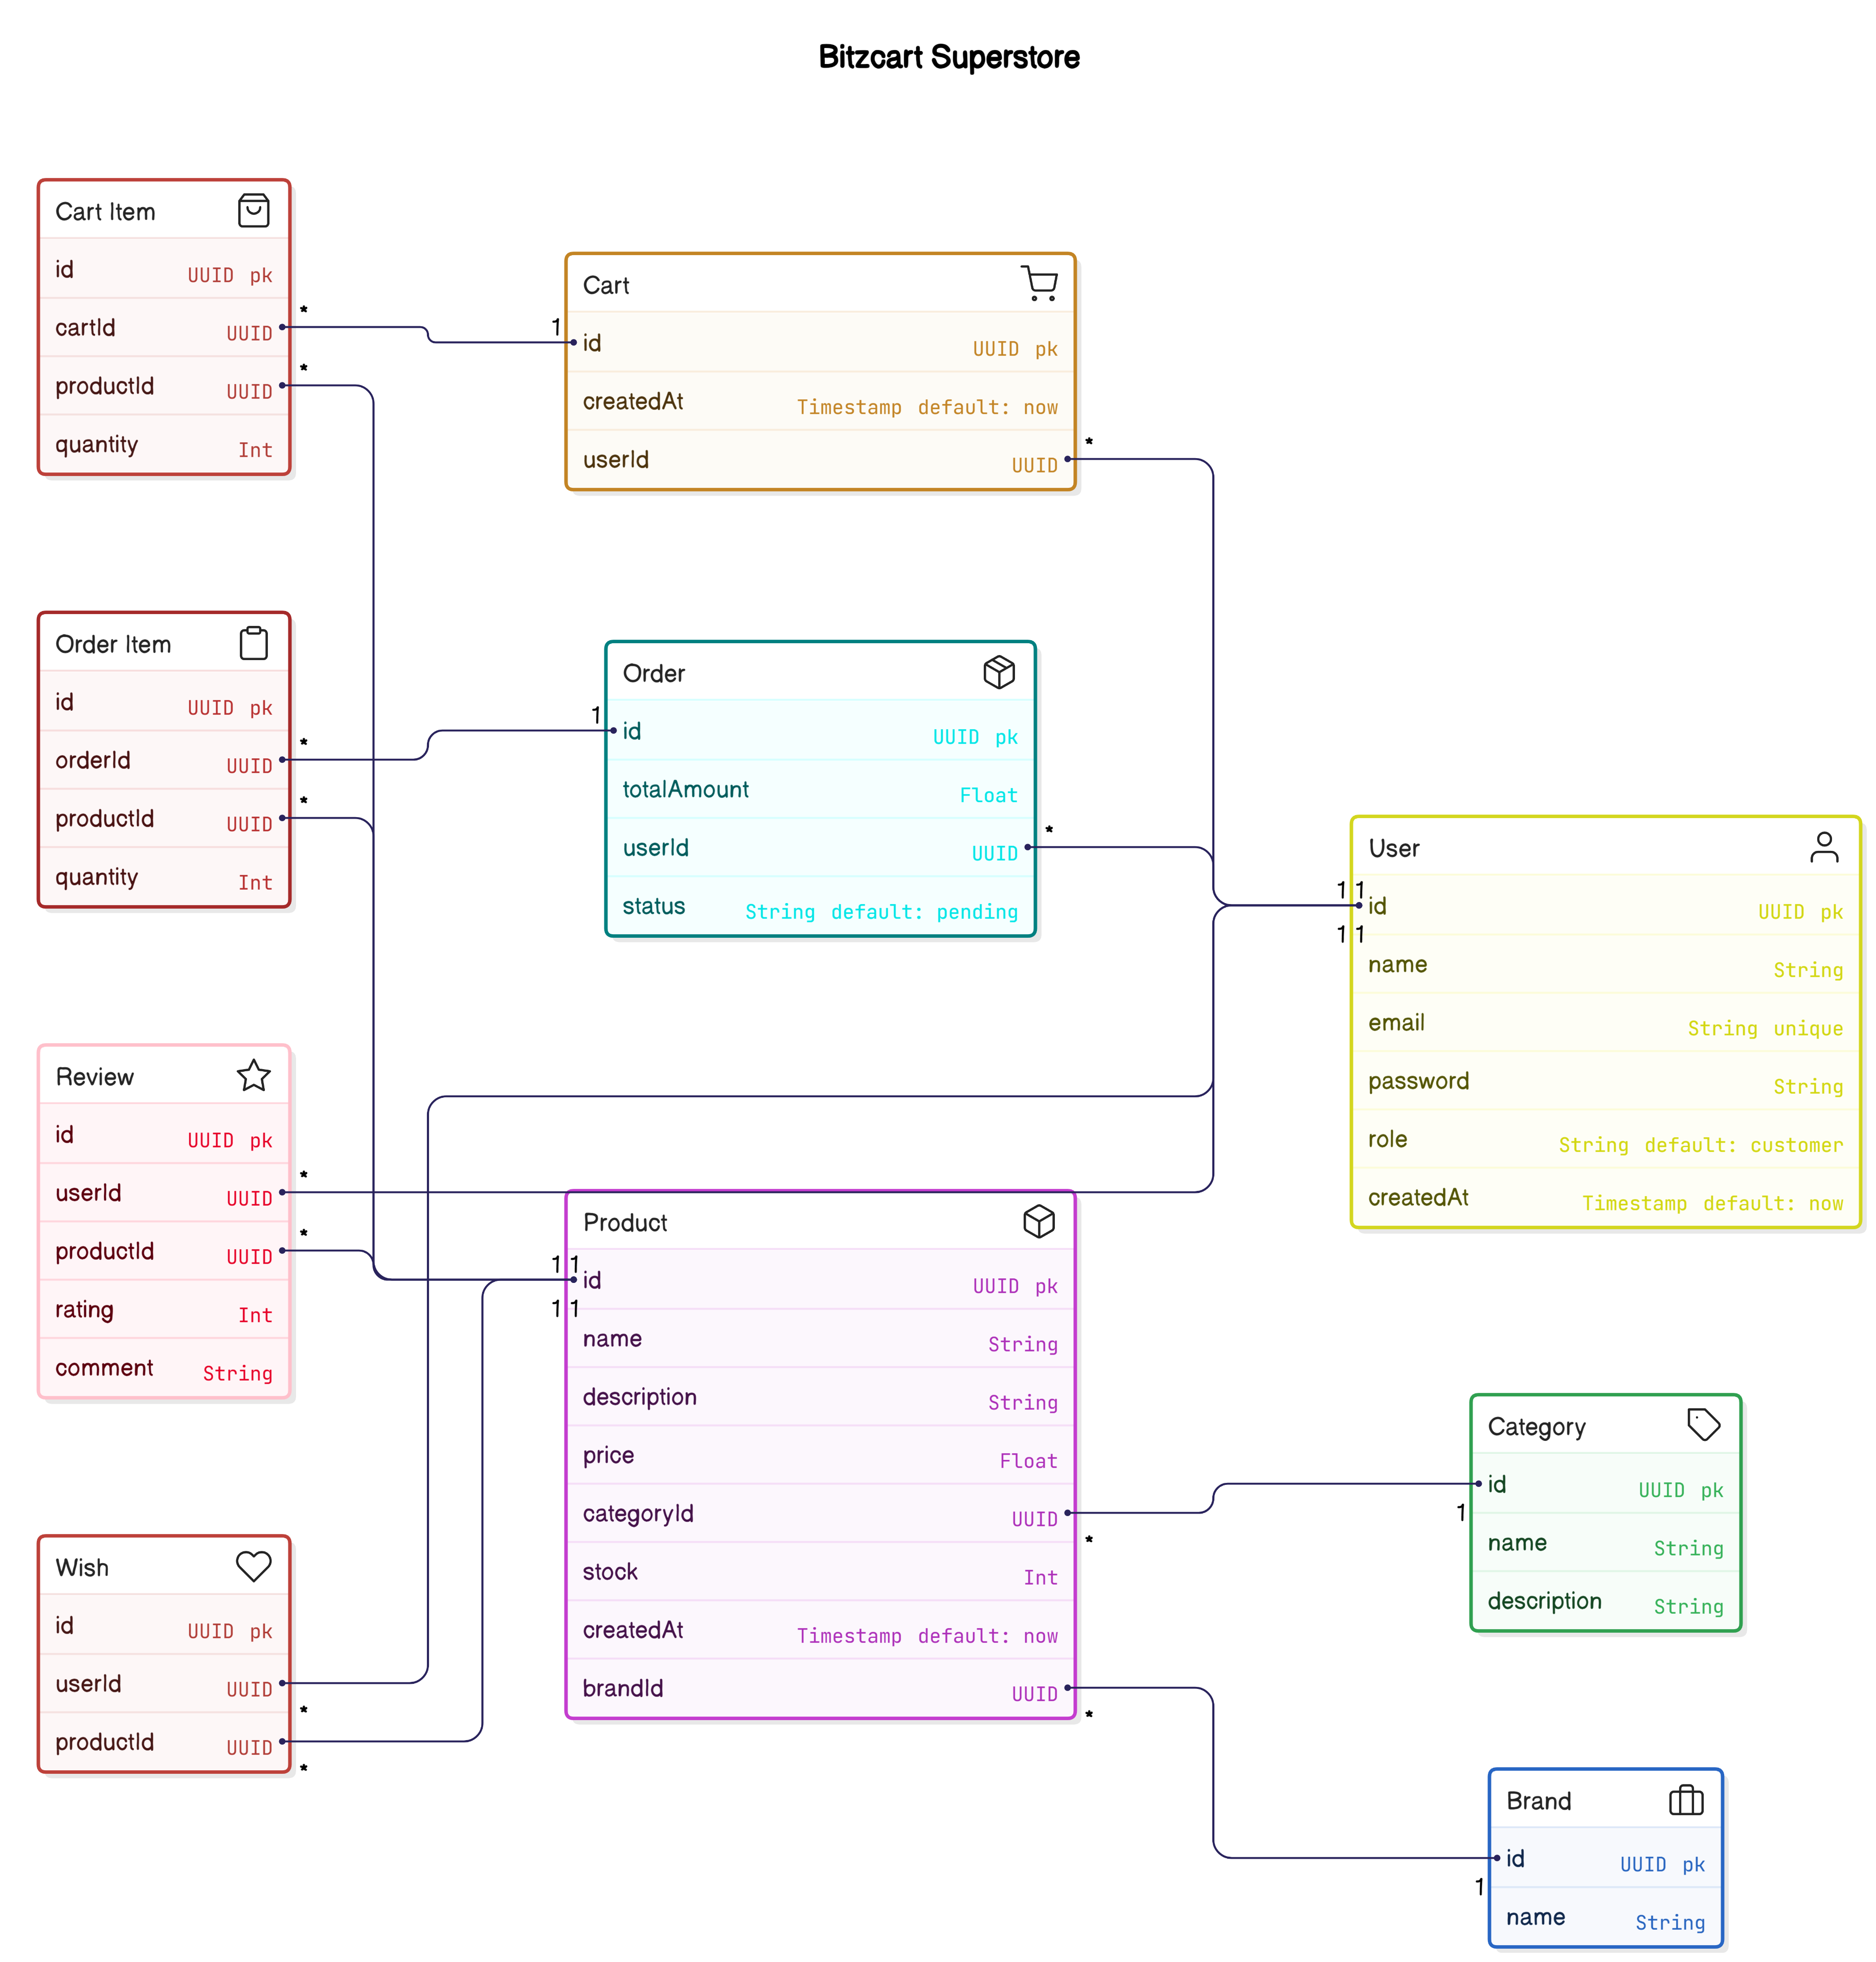 Bitzcart Superstore
Cart Item
id UUID pk
cartId UUID
*
productId UUID
*
quantity Int
Cart
1
id UUID pk
createdAt Timestamp default: now
userId UUID
*
Order Item
id UUID pk
orderId UUID
*
productId UUID
*
quantity Int
Order
1
id UUID pk
totalAmount Float
userId UUID
*
status String default: pending
User
1 1
id UUID pk
1 1
name String
email String unique
password String
role String default: customer
createdAt Timestamp default: now
Review
id UUID pk
userId UUID
*
productId UUID
*
rating Int
comment String
Product
1 1
id UUID pk
1 1
name String
description String
price Float
categoryId UUID
*
stock Int
createdAt Timestamp default: now
brandId UUID
*
Category
id UUID pk
1
name String
description String
Wish
id UUID pk
userId UUID
*
productId UUID
*
Brand
id UUID pk
1
name String